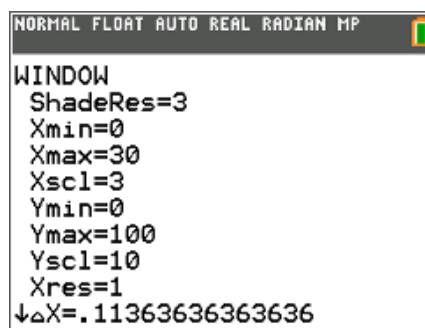 NORMAL FLOAT AUTO REAL RADIAN MP
WINDOW
ShadeRes=3
Xmin=0
Xmax=30
Xscl=3
Ymin=0
Ymax=100
Yscl=10
Xres=1
↓△X=.11363636363636